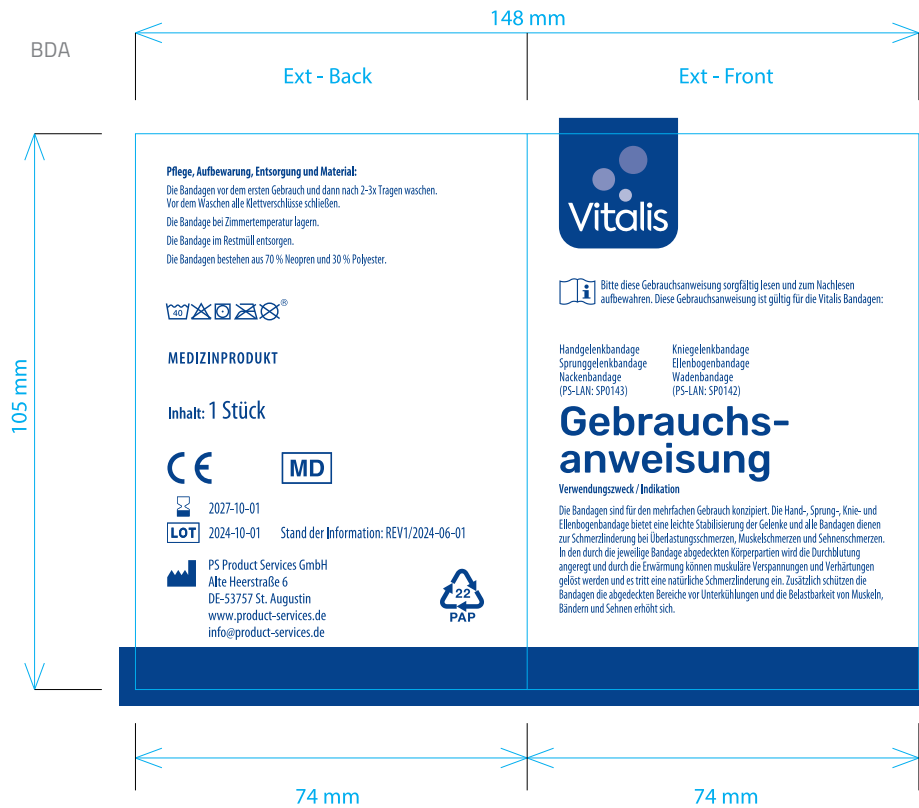 148 mm
BDA
Ext - Back
Ext - Front
105 mm
Pflege, Aufbewarung, Entsorgung und Material:
Die Bandagen vor dem ersten Gebrauch und dann nach 2-3x Tragen waschen.
Vor dem Waschen alle Klettverschlüsse schließen.
Die Bandage bei Zimmertemperatur lagern.
Die Bandage im Restmüll entsorgen.
Die Bandagen bestehen aus 70 % Neopren und 30 % Polyester.
40
®
MEDIZINPRODUKT
Inhalt: 1 Stück
CE
MD
2027-10-01
LOT 2024-10-01 Stand der Information: REV1/2024-06-01
PS Product Services GmbH
Alte Heerstraße 6
DE-53757 St. Augustin
www.product-services.de
info@product-services.de
22
PAP
Vitalis
i
Bitte diese Gebrauchsanweisung sorgfältig lesen und zum Nachlesen
aufbewahren. Diese Gebrauchsanweisung ist gültig für die Vitalis Bandagen:
Handgelenkbandage
Sprunggelenkbandage
Nackenbandage
(PS-LAN: SP0143)
Kniegelenkbandage
Ellenbogenbandage
Wadenbandage
(PS-LAN: SP0142)
Gebrauchs-
anweisung
Verwendungszweck / Indikation
Die Bandagen sind für den mehrfachen Gebrauch konzipiert. Die Hand-, Sprung-, Knie- und
Ellenbogenbandage bietet eine leichte Stabilisierung der Gelenke und alle Bandagen dienen
zur Schmerzlinderung bei Überlastungsschmerzen, Muskelschmerzen und Sehnenschmerzen.
In den durch die jeweilige Bandage abgedeckten Körperpartien wird die Durchblutung
angeregt und durch die Erwärmung können muskuläre Verspannungen und Verhärtungen
gelöst werden und es tritt eine natürliche Schmerzlinderung ein. Zusätzlich schützen die
Bandagen die abgedeckten Bereiche vor Unterkühlungen und die Belastbarkeit von Muskeln,
Bändern und Sehnen erhöht sich.
74 mm
74 mm